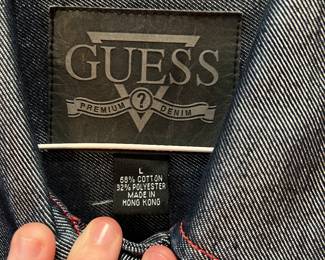 GUESS
PREMIUM ? DENIM
L
68% COTTON
32% POLYESTER
MADE IN
HONG KONG